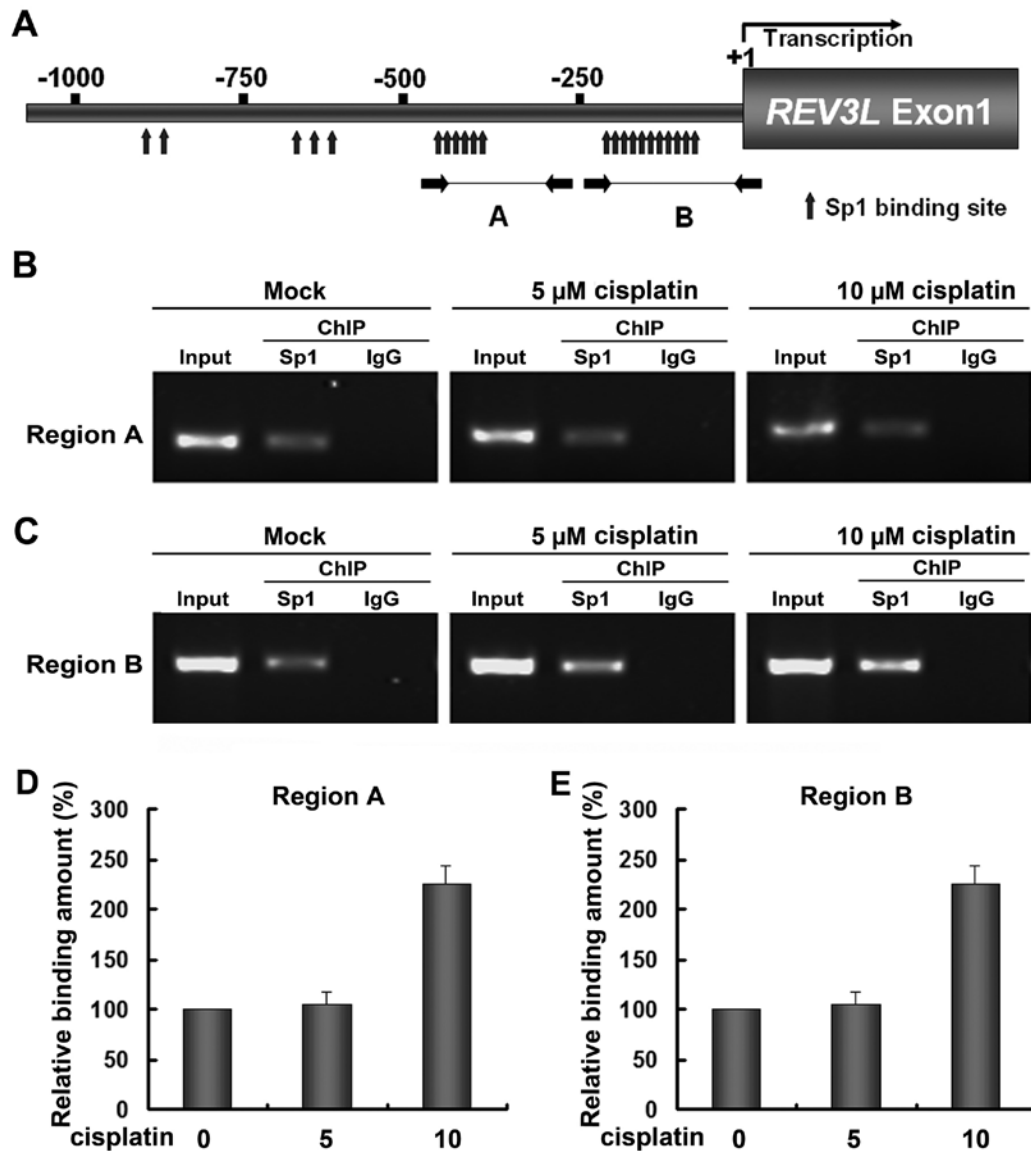 A
Transcription
+1
-1000 -750 -500 -250
REV3L Exon1
A B
Sp1 binding site
B
Mock 5 µM cisplatin 10 µM cisplatin
ChIP ChIP ChIP
Input Sp1 IgG Input Sp1 IgG Input Sp1 IgG
Region A
C
Mock 5 µM cisplatin 10 µM cisplatin
ChIP ChIP ChIP
Input Sp1 IgG Input Sp1 IgG Input Sp1 IgG
Region B
D
Region A
Relative binding amount (%)
300
250
200
150
100
50
0
cisplatin 0 5 10
E
Region B
Relative binding amount (%)
300
250
200
150
100
50
0
cisplatin 0 5 10